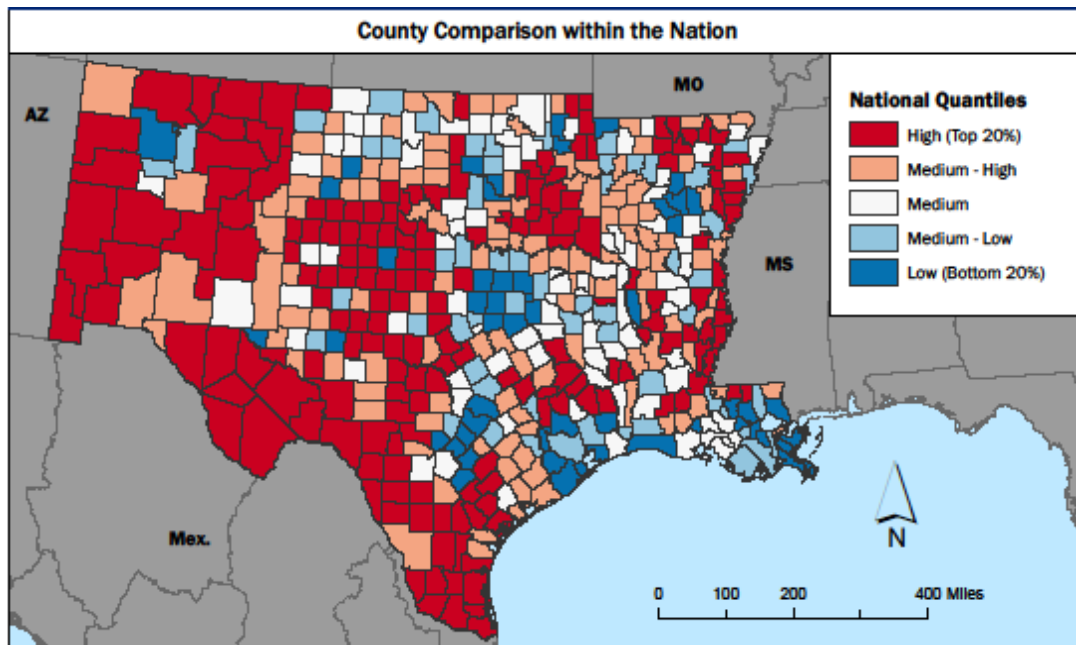 County Comparison within the Nation
AZ
MO
MS
Mex.
National Quantiles
High (Top 20%)
Medium - High
Medium
Medium - Low
Low (Bottom 20%)
N
0 100 200 400 Miles